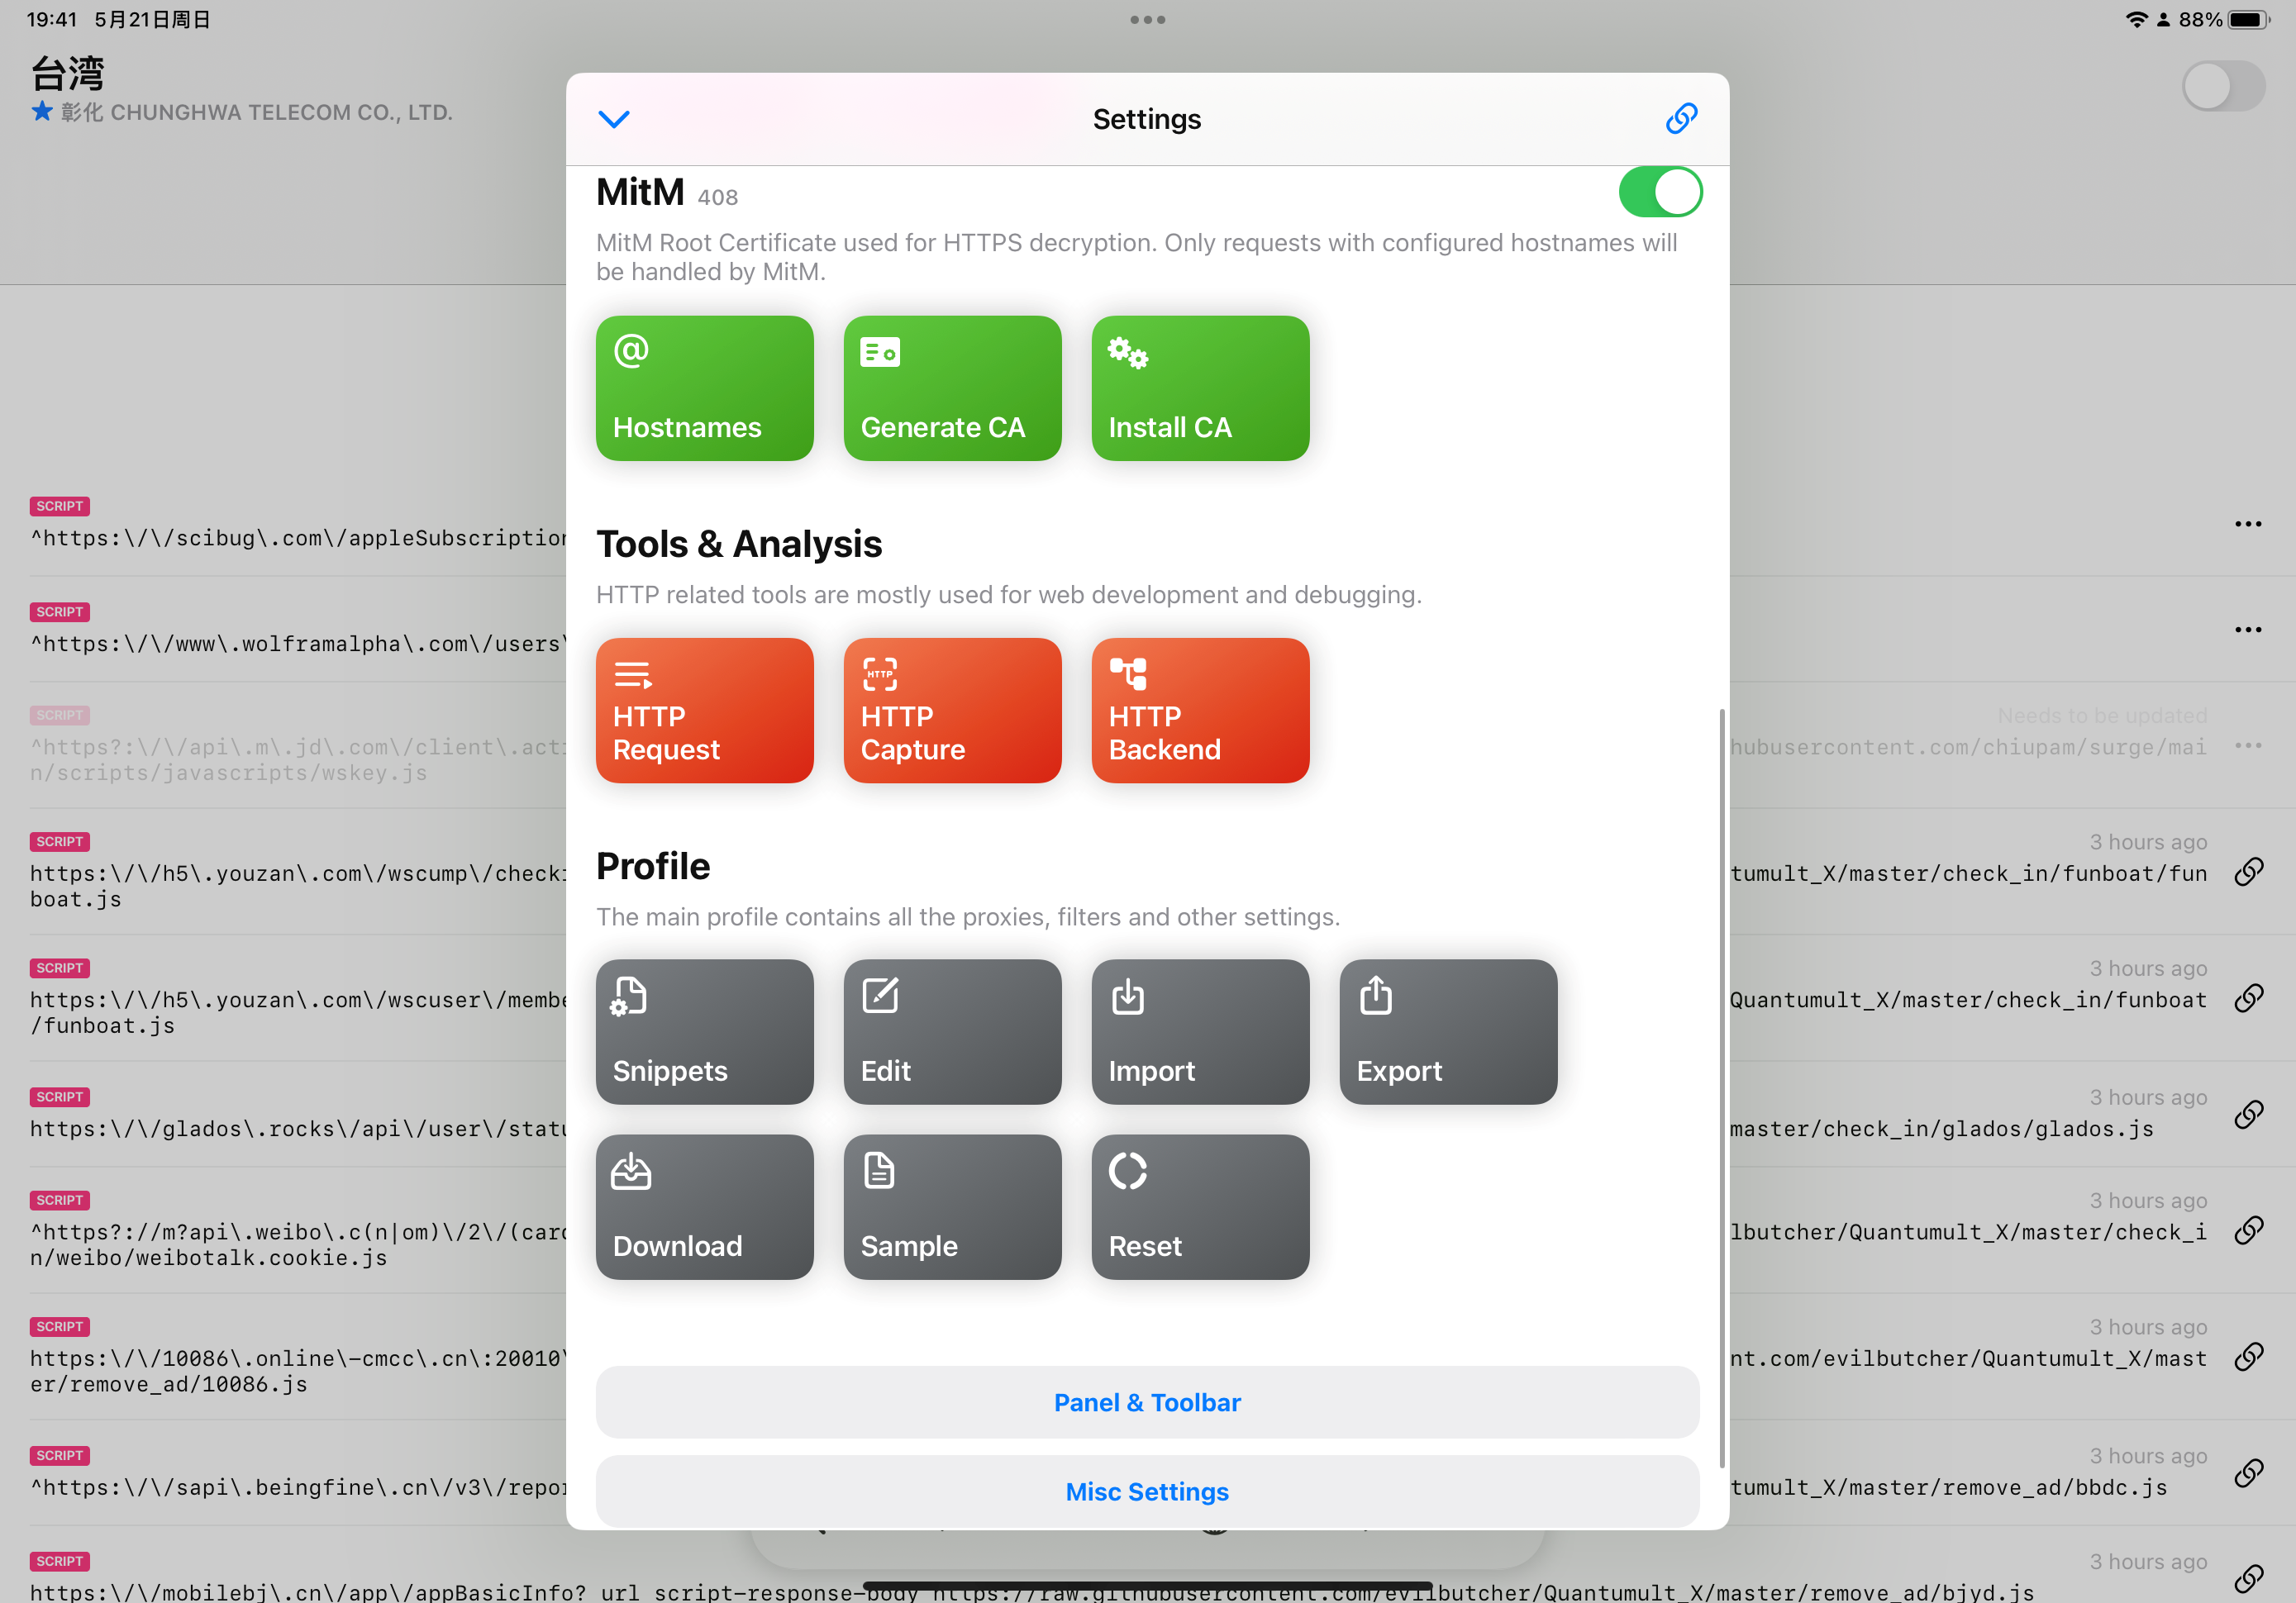 19:41 5月21日周日
88%
台湾
彰化 CHUNGHWA TELECOM CO., LTD.
Settings
MitM 408
MitM Root Certificate used for HTTPS decryption. Only requests with configured hostnames will
be handled by MitM.
@
Hostnames
Generate CA
Install CA
Tools & Analysis
HTTP related tools are mostly used for web development and debugging.
HTTP
Request
HTTP
HTTP
Capture
HTTP
Backend
Profile
The main profile contains all the proxies, filters and other settings.
Snippets
Edit
Import
Export
Download
Sample
Reset
Panel & Toolbar
Misc Settings
SCRIPT
^https:\/\/scibug\.com\/appleSubscription
SCRIPT
^https:\/\/www\.wolframalpha\.com\/users\
SCRIPT
Needs to be updated
^https?:\/\/api\.m\.jd\.com\/client\.acti hubusercontent.com/chiupam/surge/mai
n/scripts/javascripts/wskey.js
SCRIPT
3 hours ago
https:\/\/h5\.youzan\.com\/wscump\/checki tumult_X/master/check_in/funboat/fun
boat.js
SCRIPT
3 hours ago
https:\/\/h5\.youzan\.com\/wscuser\/membe Quantumult_X/master/check_in/funboat
/funboat.js
SCRIPT
3 hours ago
https:\/\/glados\.rocks\/api\/user\/statu master/check_in/glados/glados.js
SCRIPT
3 hours ago
^https?://m?api\.weibo\.c(n|om)\/2\/(card lbutcher/Quantumult_X/master/check_i
n/weibo/weibotalk.cookie.js
SCRIPT
3 hours ago
https:\/\/10086\.online\-cmcc\.cn\:20010\ nt.com/evilbutcher/Quantumult_X/mast
er/remove_ad/10086.js
SCRIPT
3 hours ago
^https:\/\/sapi\.beingfine\.cn\/v3\/repor tumult_X/master/remove_ad/bbdc.js
SCRIPT
3 hours ago
https:\/\/mobilebj\.cn\/app\/appBasicInfo? url script-response-body https://raw.githubusercontent.com/evilbutcher/Quantumult_X/master/remove_ad/bjyd.js